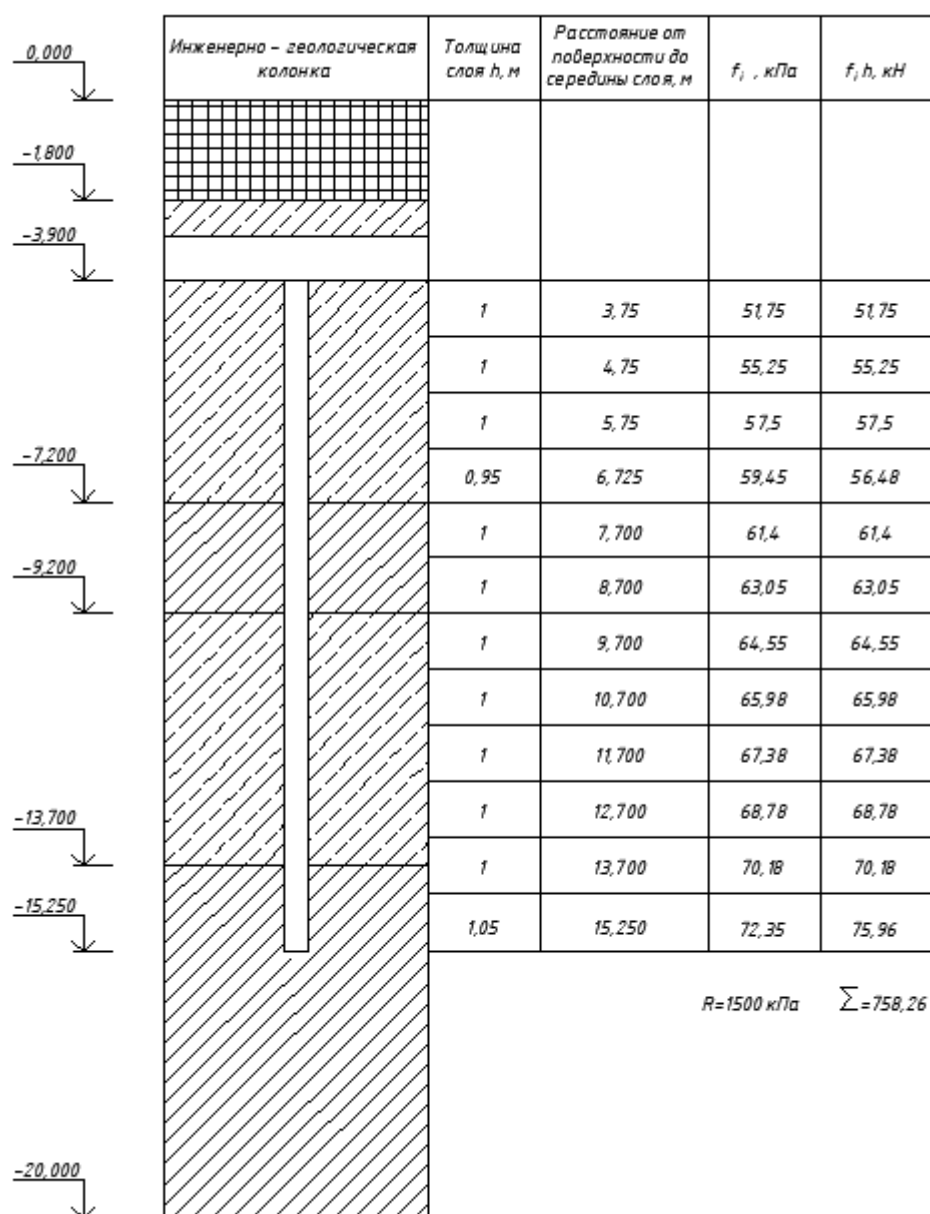 Инженерно - геологическая
колонка
Толщина
слоя h, м
Расстояние от
поверхности до
середины слоя, м
f i , кПа
f i h, кН
0,000
-1,800
-3,900
1 3,75 51,75 51,75
1 4,75 55,25 55,25
1 5,75 57,5 57,5
-7,200
0,95 6,725 59,45 56,48
1 7,700 61,4 61,4
-9,200
1 8,700 63,05 63,05
1 9,700 64,55 64,55
1 10,700 65,98 65,98
1 11,700 67,38 67,38
1 12,700 68,78 68,78
-13,700
1 13,700 70,18 70,18
-15,250
1,05 15,250 72,35 75,96
R=1500 кПа Σ=758,26
-20,000